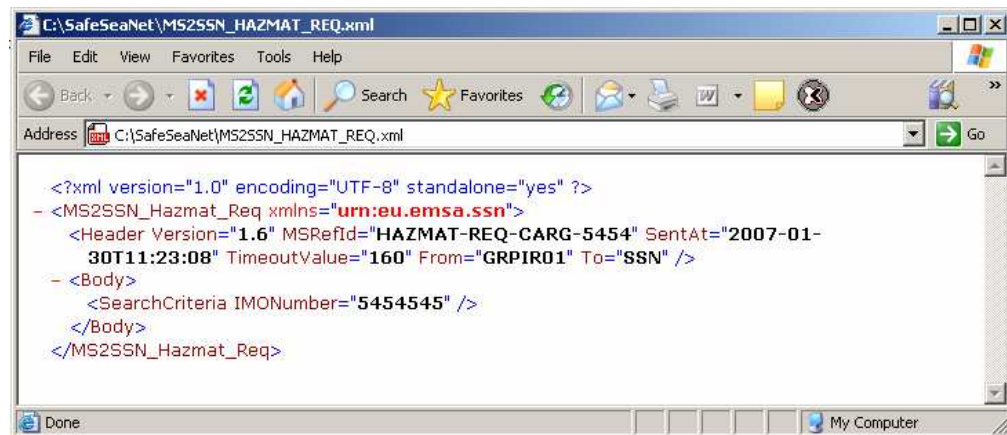 C:\SafeSeaNet\MS2SSN_HAZMAT_REQ.xml
File Edit View Favorites Tools Help
Back Search Favorites »
Address C:\SafeSeaNet\MS2SSN_HAZMAT_REQ.xml Go
<?xml version="1.0" encoding="UTF-8" standalone="yes" ?>
- <MS2SSN_Hazmat_Req xmlns="urn:eu.emsa.ssn">
<Header Version="1.6" MSRefId="HAZMAT-REQ-CARG-5454" SentAt="2007-01-
30T11:23:08" TimeoutValue="160" From="GRPIR01" To="SSN" />
- <Body>
<SearchCriteria IMONumber="5454545" />
</Body>
</MS2SSN_Hazmat_Req>
Done My Computer